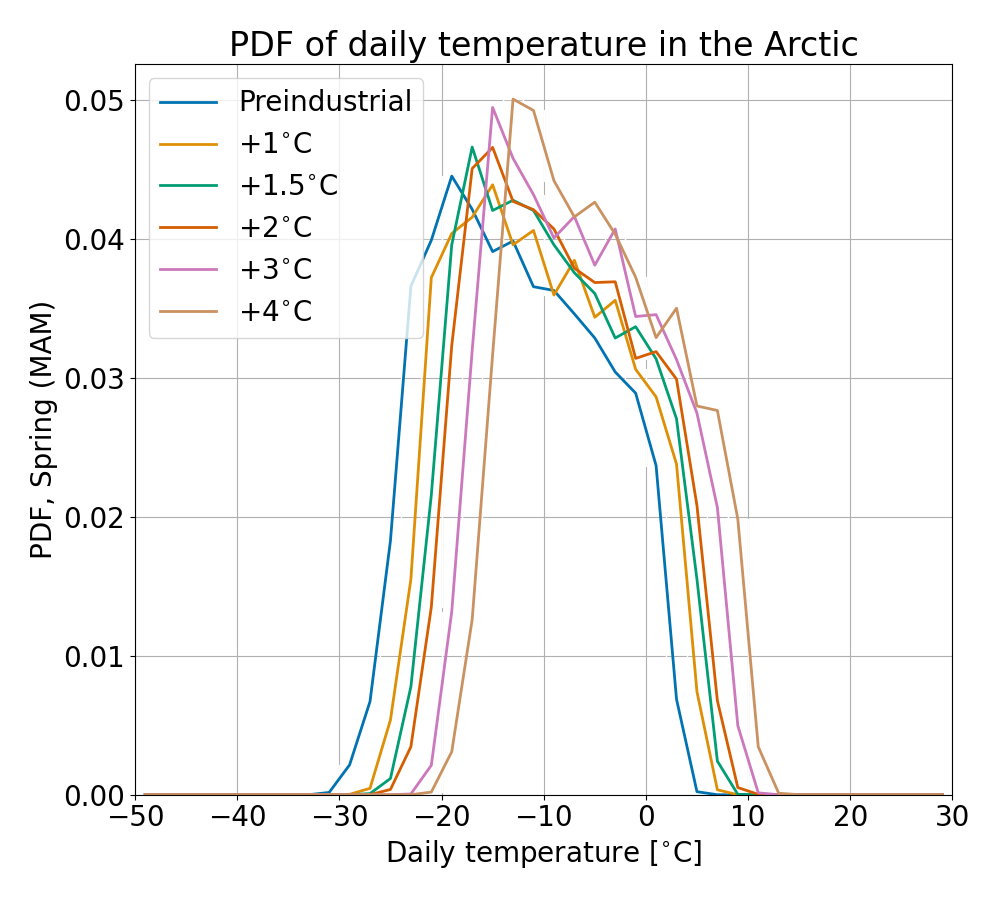 PDF of daily temperature in the Arctic
Preindustrial
+1°C
+1.5°C
+2°C
+3°C
+4°C
PDF, Spring (MAM)
0.05
0.04
0.03
0.02
0.01
0.00
−50 −40 −30 −20 −10 0 10 20 30
Daily temperature [°C]